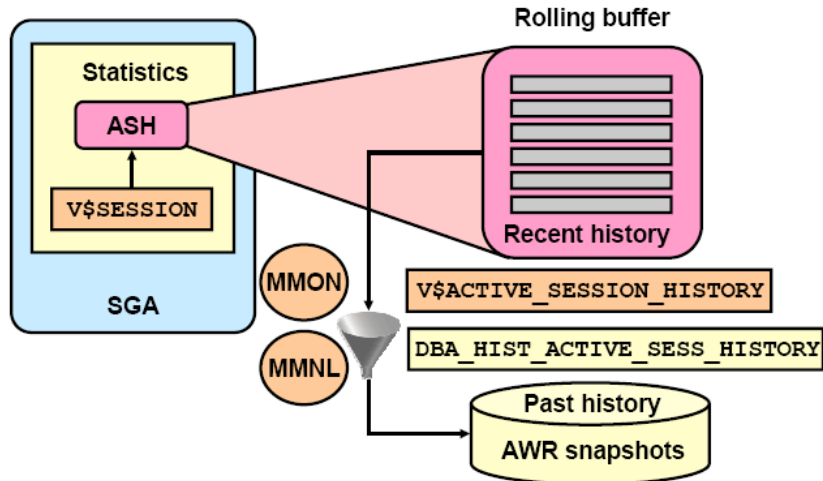 Rolling buffer
Statistics
ASH
V$SESSION
SGA
Recent history
MMON
V$ACTIVE_SESSION_HISTORY
MMNL
DBA_HIST_ACTIVE_SESS_HISTORY
Past history
AWR snapshots